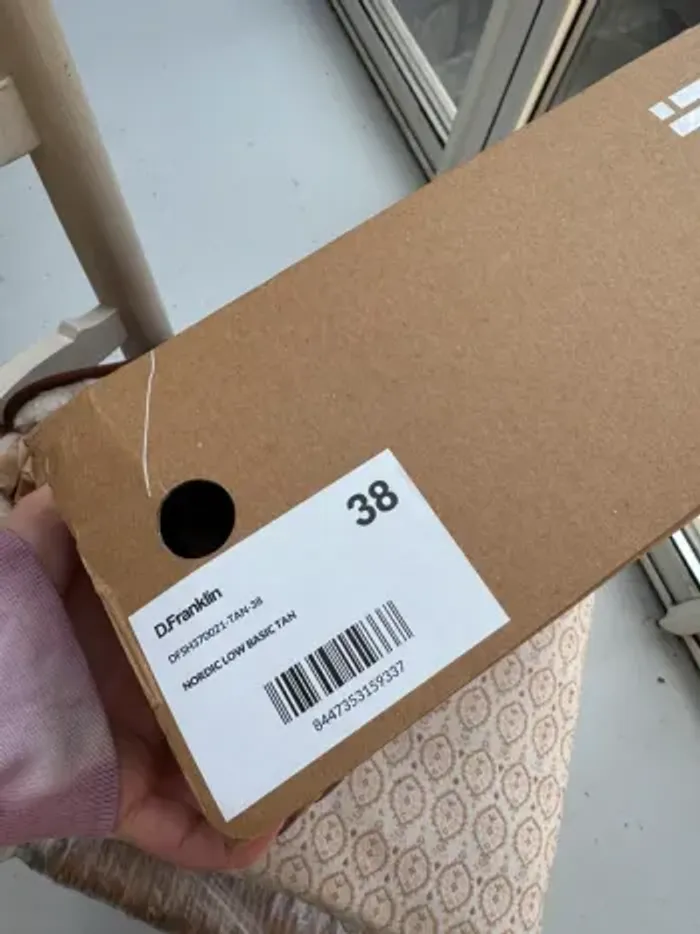 38
D.Franklin
DFSH370021-TAN-38
NORDIC LOW BASIC TAN
8447353159337